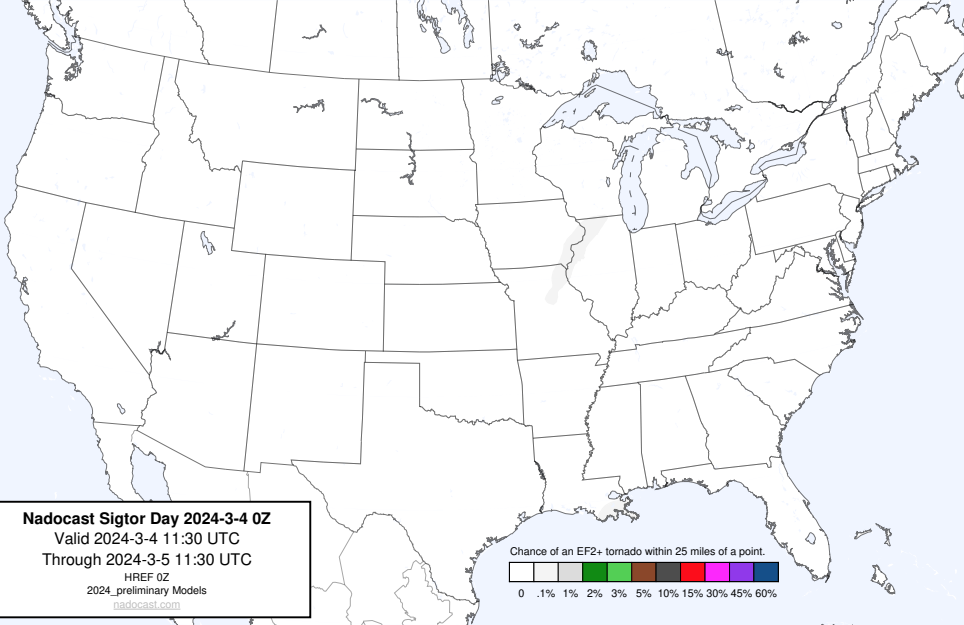 Nadocast Sigtor Day 2024-3-4 0Z
Valid 2024-3-4 11:30 UTC
Through 2024-3-5 11:30 UTC
HREF 0Z
2024_preliminary Models
nadocast.com
Chance of an EF2+ tornado within 25 miles of a point.
0 .1% 1% 2% 3% 5% 10% 15% 30% 45% 60%